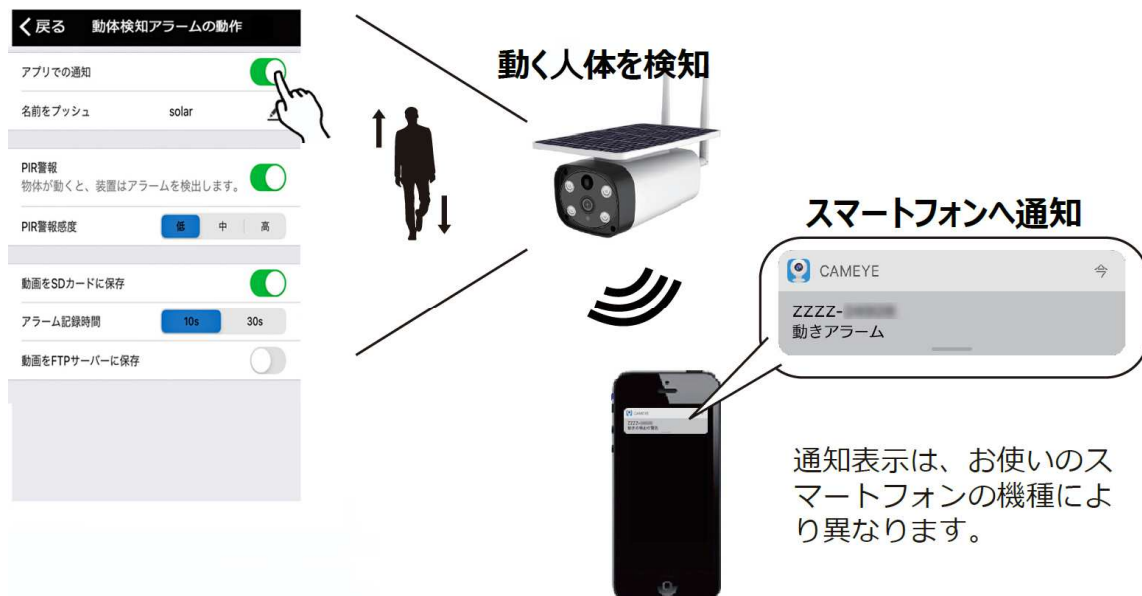 戻る 動体検知アラームの動作
アプリでの通知
名前をプッシュ solar
PIR警報
物体が動くと、装置はアラームを検出します。
PIR警報感度 低 中 高
動画をSDカードに保存
アラーム記録時間 10s 30s
動画をFTPサーバーに保存
動く人体を検知
スマートフォンへ通知
CAMEYE 今
ZZZZ-
動きアラーム
CAMEYE
通知表示は、お使いのス
マートフォンの機種によ
り異なります。